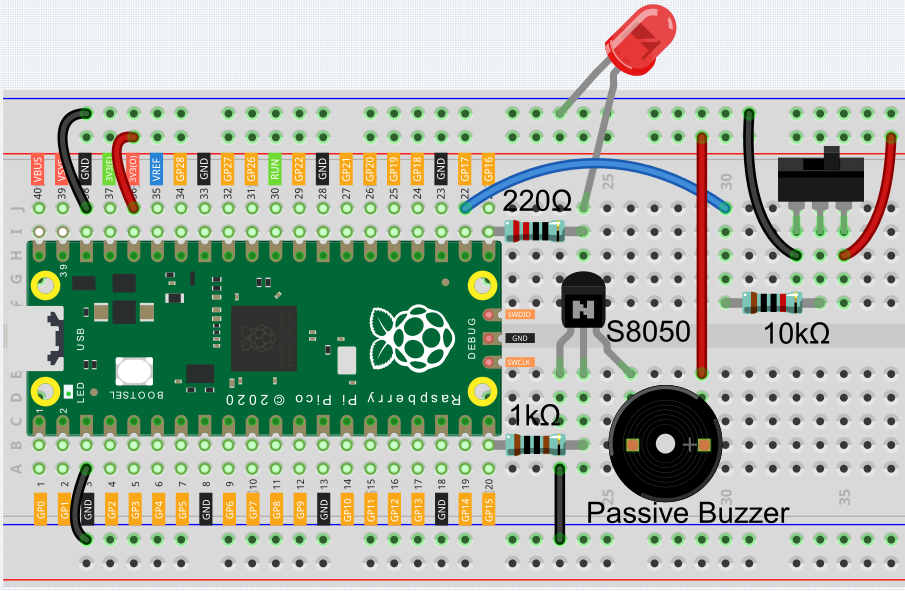 VBUS
VSYS
GND
3V3(E)
3V3(O)
VREF
GP28
GND
GP27
GP26
RUN
GP22
GND
GP21
GP20
GP19
GP18
GND
GP17
GP16
40 39 38 37 36 35 34 33 32 31 30 29 28 27 26 25 24 23 22
25
30
J
I
H
G
F
220Ω
39
USB
DEBUG
SWDIO
GND
SWCLK
S8050
10kΩ
LED
BOOTSEL
Raspberry Pi Pico © 2020
1
2
E
D
C
B
A
1kΩ
Passive Buzzer
1 2 3 4 5 6 7 8 9 10 11 12 13 14 15 16 17 18 19 20
25
30
35
GP0
GP1
GND
GP2
GP3
GP4
GP5
GND
GP6
GP7
GP8
GP9
GND
GP10
GP11
GP12
GP13
GND
GP14
GP15